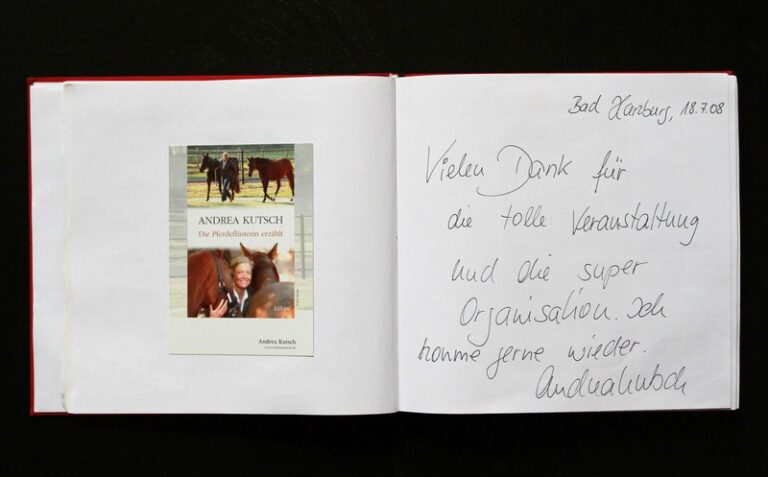 ANDREA KUTSCH
Die Pferdeflüsterin erzählt
Andrea Kutsch
Bad Harzburg, 18.7.08
Vielen Dank für
die tolle Veranstaltung
und die super
Organisation. Ich
komme gerne wieder.
Andrea Kutsch